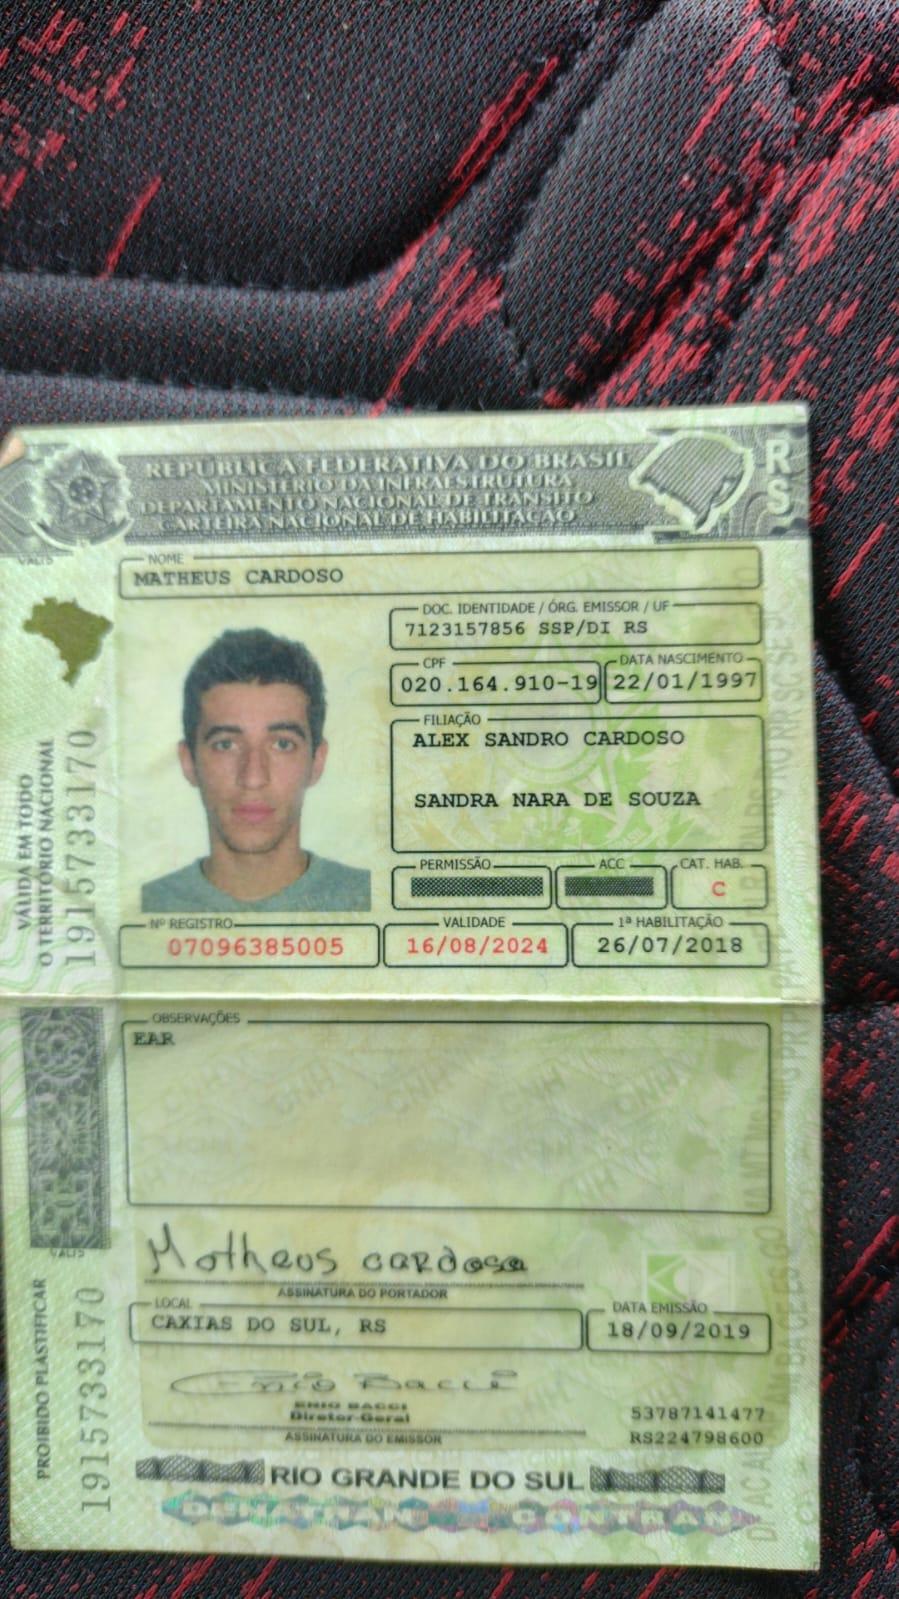 REPÚBLICA FEDERATIVA DO BRASIL
MINISTÉRIO DA INFRAESTRUTURA
DEPARTAMENTO NACIONAL DE TRÂNSITO
CARTEIRA NACIONAL DE HABILITAÇÃO
RS
NOME
MATHEUS CARDOSO
DOC. IDENTIDADE / ÓRG. EMISSOR / UF
7123157856 SSP/DI RS
CPF
020.164.910-19
DATA NASCIMENTO
22/01/1997
FILIAÇÃO
ALEX SANDRO CARDOSO
SANDRA NARA DE SOUZA
PERMISSÃO
ACC
CAT. HAB.
C
Nº REGISTRO
07096385005
VALIDADE
16/08/2024
1ª HABILITAÇÃO
26/07/2018
VÁLIDA EM TODO
O TERRITÓRIO NACIONAL
1915733170
OBSERVAÇÕES
EAR
Matheus cardoso
ASSINATURA DO PORTADOR
LOCAL
CAXIAS DO SUL, RS
DATA EMISSÃO
18/09/2019
Enio Bacci
ENIO BACCI
Diretor-Geral
ASSINATURA DO EMISSOR
53787141477
RS224798600
PROIBIDO PLASTIFICAR
1915733170
RIO GRANDE DO SUL
DENATRAN CONTRAN